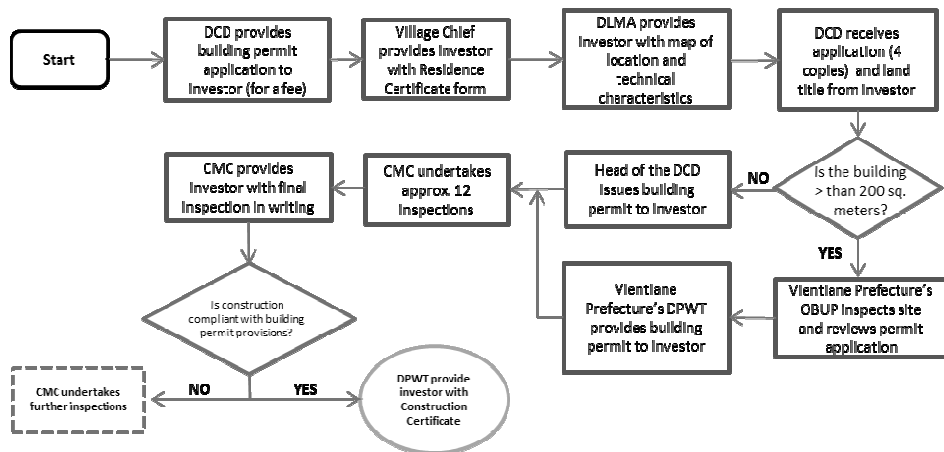 Start
DCD provides
building permit
application to
Investor (for a fee)
Village Chief
provides Investor
with Residence
Certificate form
DLMA provides
investor with map of
location and
technical
characteristics
DCD receives
application (4
copies) and land
title from Investor
Is the building
> than 200 sq.
meters?
NO
YES
Head of the DCD
issues building
permit to Investor
CMC undertakes
approx. 12
Inspections
CMC provides
Investor with final
Inspection in writing
Vientiane Prefecture's
OBUP Inspects site
and reviews permit
application
Vientiane
Prefecture's DPWT
provides building
permit to Investor
Is construction
compliant with building
permit provisions?
NO
YES
CMC undertakes
further inspections
DPWT provide
investor with
Construction
Certificate